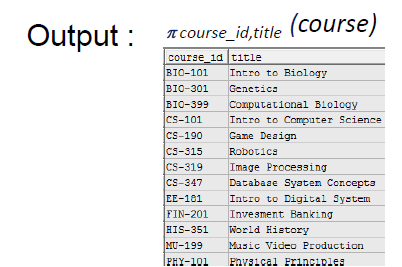 Output :
π course_id,title (course)
course_id title
BIO-101 Intro to Biology
BIO-301 Genetics
BIO-399 Computational Biology
CS-101 Intro to Computer Science
CS-190 Game Design
CS-315 Robotics
CS-319 Image Processing
CS-347 Database System Concepts
EE-181 Intro to Digital System
FIN-201 Invesment Banking
HIS-351 World History
MU-199 Music Video Production
PHY-101 Physical Principles